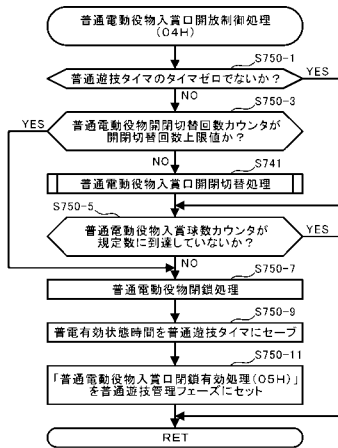 普通電動役物入賞口開放制御処理
(04H)
S750-1
普通遊技タイマのタイマゼロでないか？
YES
NO
S750-3
YES
普通電動役物開閉切替回数カウンタが
開閉切替回数上限値か？
NO
S741
普通電動役物入賞口開閉切替処理
S750-5
普通電動役物入賞球数カウンタが
規定数に到達していないか？
YES
NO
S750-7
普通電動役物閉鎖処理
S750-9
普電有効状態時間を普通遊技タイマにセーブ
S750-11
「普通電動役物入賞口閉鎖有効処理(05H)」
を普通遊技管理フェーズにセット
RET